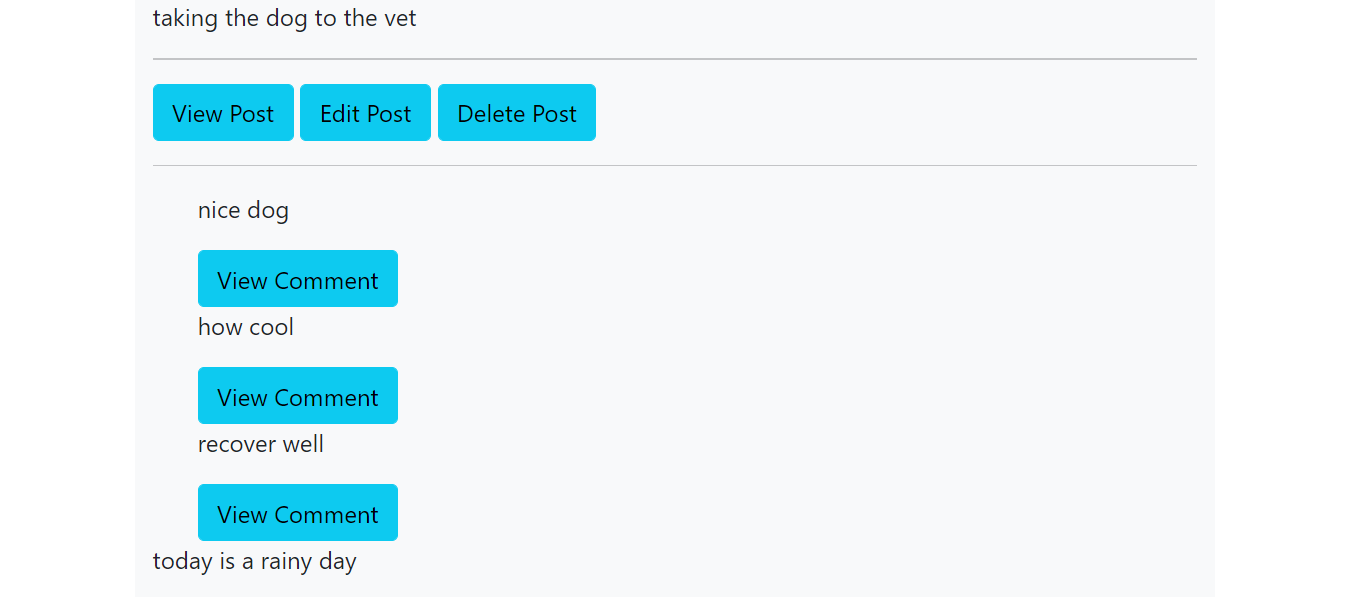 taking the dog to the vet
View Post Edit Post Delete Post
nice dog
View Comment
how cool
View Comment
recover well
View Comment
today is a rainy day